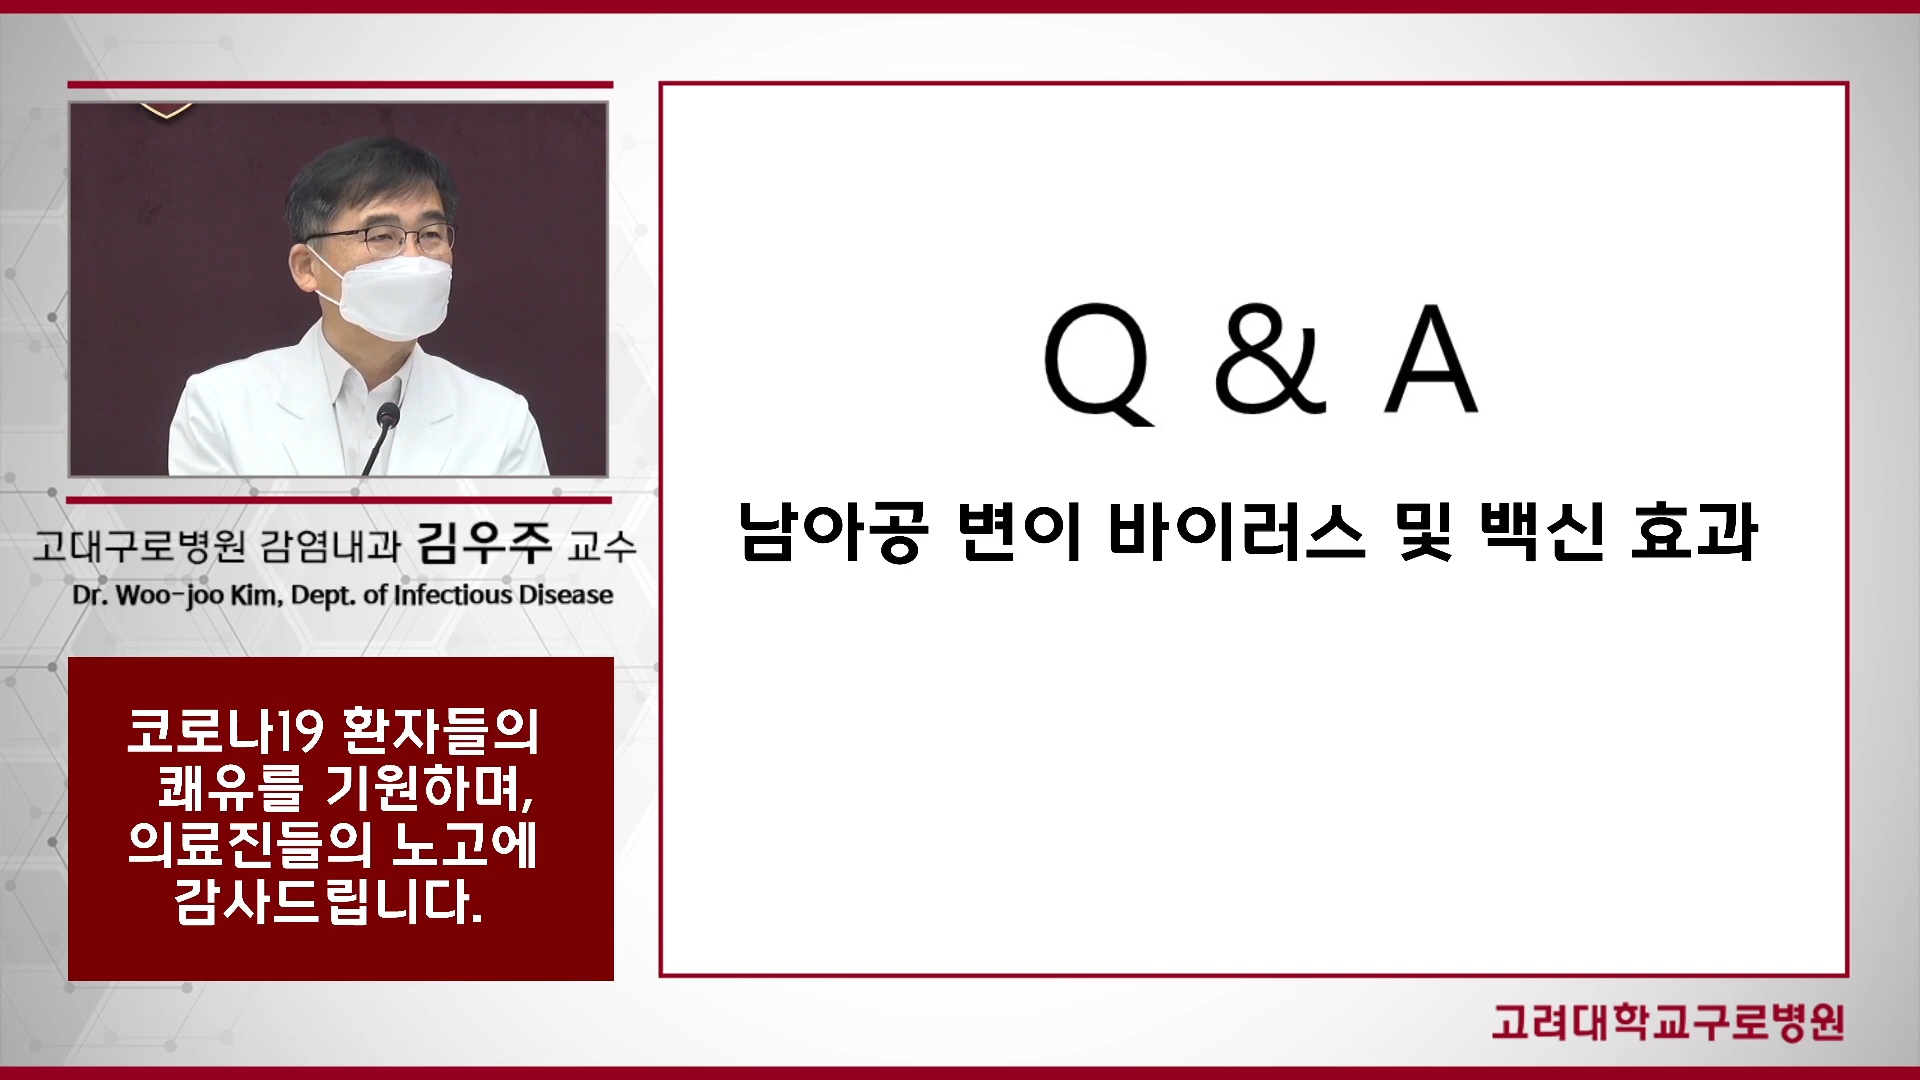 고대구로병원 감염내과 김우주 교수
Dr. Woo-joo Kim, Dept. of Infectious Disease
코로나19 환자들의
쾌유를 기원하며,
의료진들의 노고에
감사드립니다.
Q & A
남아공 변이 바이러스 및 백신 효과
고려대학교구로병원